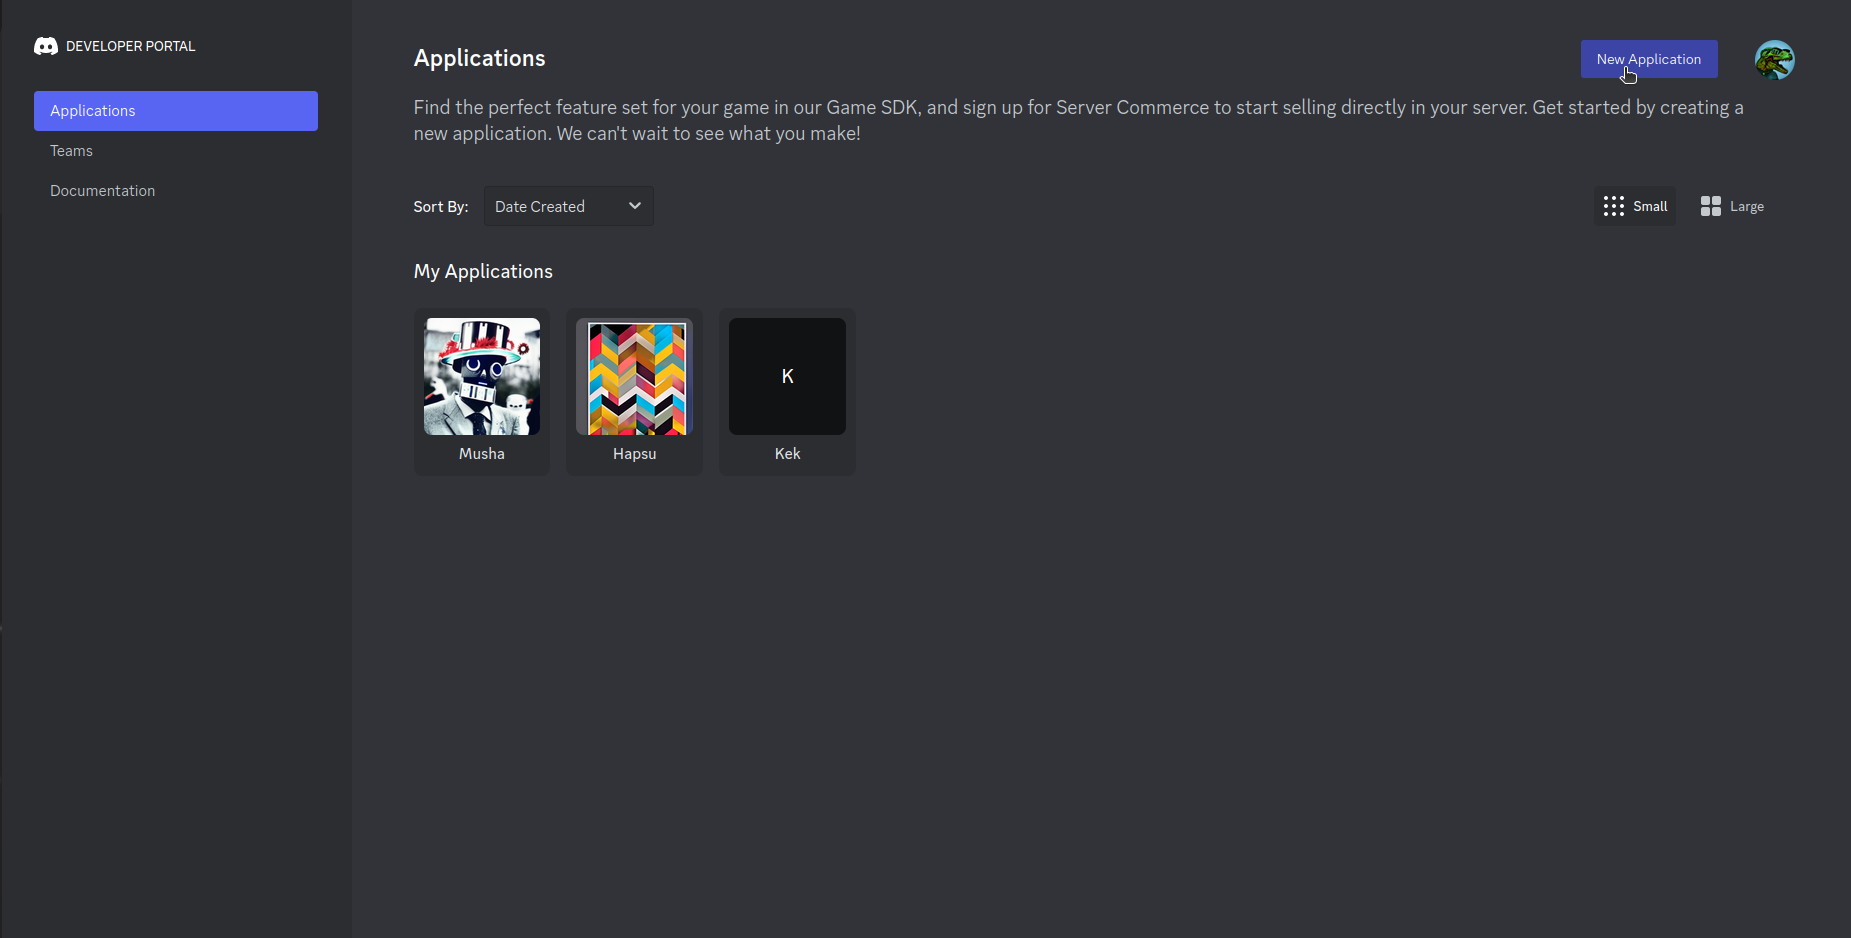 DEVELOPER PORTAL
Applications
Teams
Documentation
Applications
New Application
Find the perfect feature set for your game in our Game SDK, and sign up for Server Commerce to start selling directly in your server. Get started by creating a
new application. We can't wait to see what you make!
Sort By:
Date Created
Small
Large
My Applications
K
Musha
Hapsu
Kek